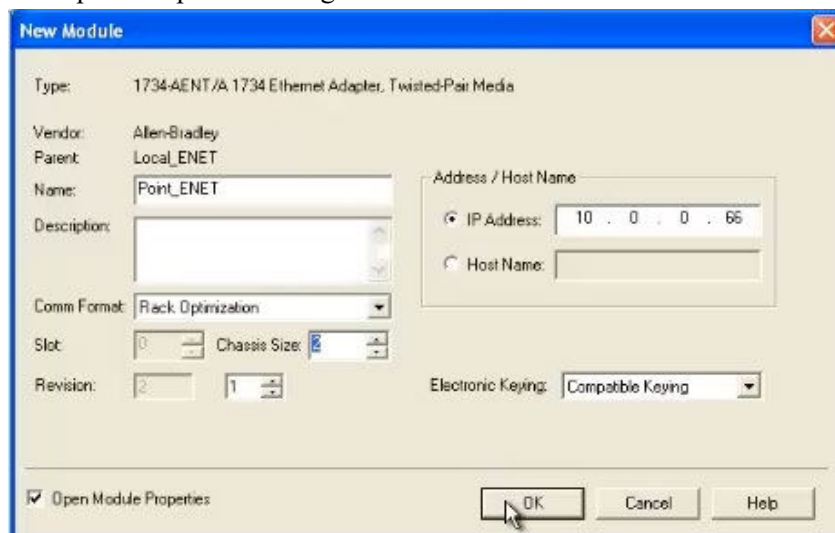 New Module
Type: 1734-AENT/A 1734 Ethernet Adapter, Twisted-Pair Media
Vendor: Allen-Bradley
Parent: Local_ENET
Name: Point_ENET
Address / Host Name
IP Address: 10 . 0 . 0 . 66
Description:
Host Name:
Comm Format: Rack Optimization
Slot: 0 Chassis Size: 2
Revision: 2 1 Electronic Keying: Compatible Keying
Open Module Properties OK Cancel Help